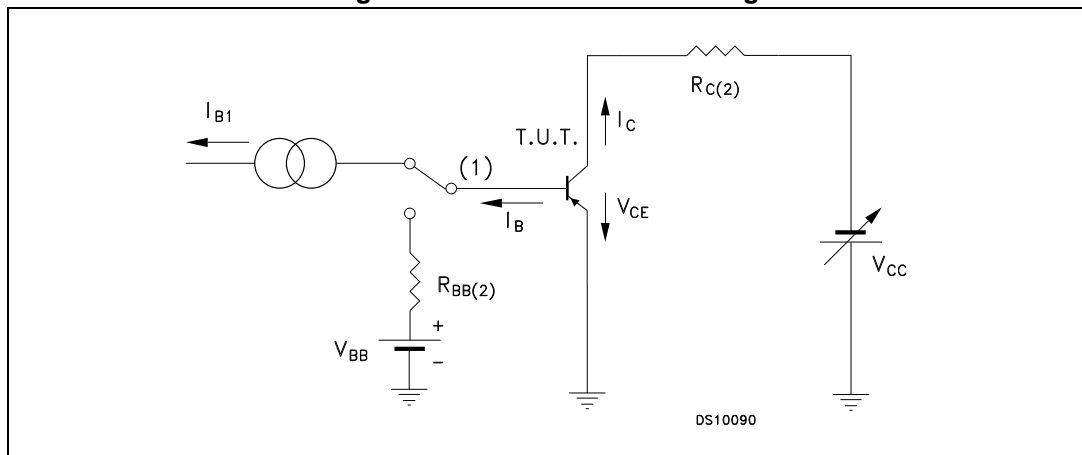 I_B1
T.U.T.
I_C
R_C(2)
(1)
I_B
V_CE
V_CC
R_BB(2)
V_BB
+
-
DS10090